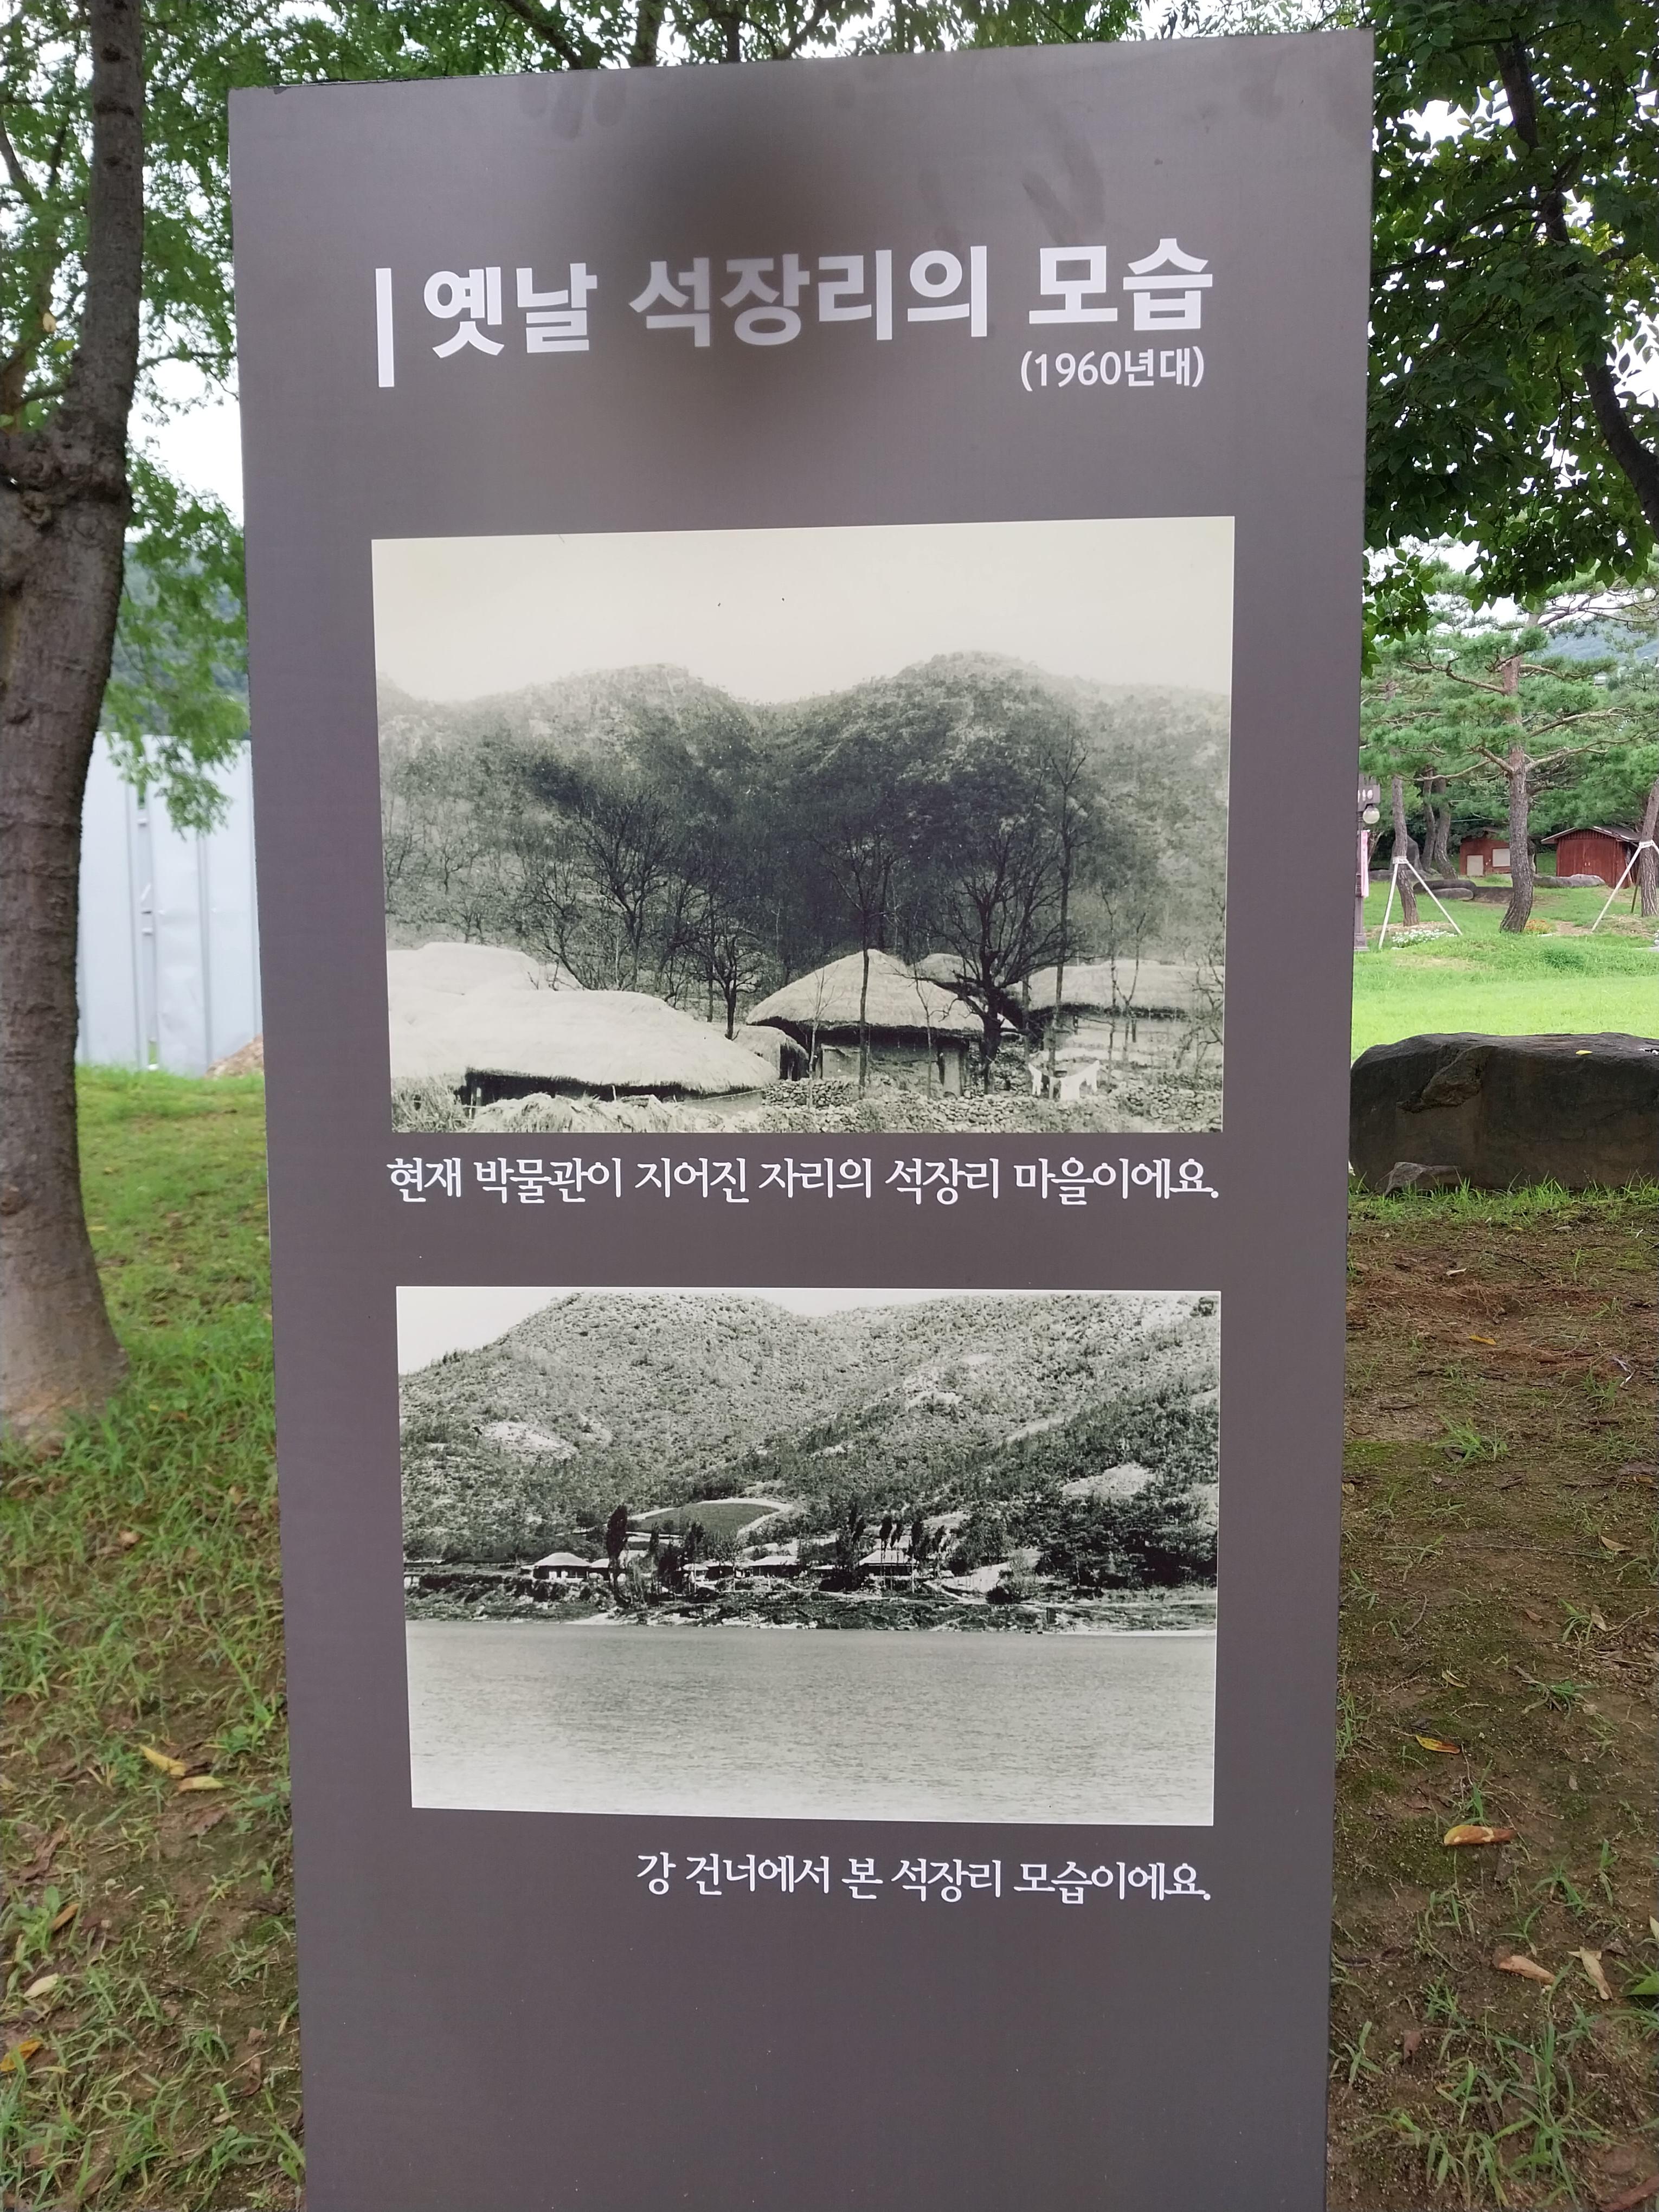 옛날 석장리의 모습
(1960년대)
현재 박물관이 지어진 자리의 석장리 마을이에요.
강 건너에서 본 석장리 모습이에요.